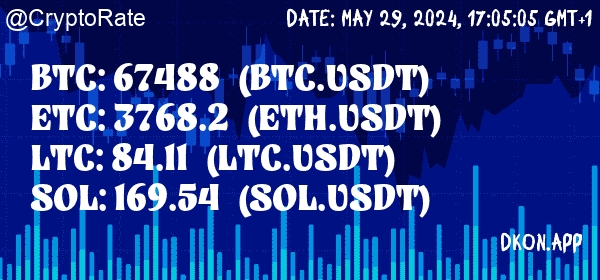 @CryptoRate
DATE: MAY 29, 2024, 17:05:05 GMT+1
BTC: 67488 (BTC.USDT)
ETC: 3768.2 (ETH.USDT)
LTC: 84.11 (LTC.USDT)
SOL: 169.54 (SOL.USDT)
DKON.APP